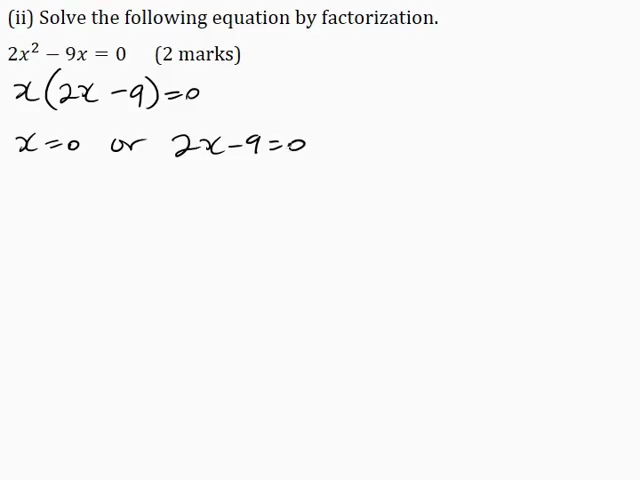 (ii) Solve the following equation by factorization.
2x² − 9x = 0 (2 marks)
x(2x − 9) = 0
x = 0 or 2x − 9 = 0